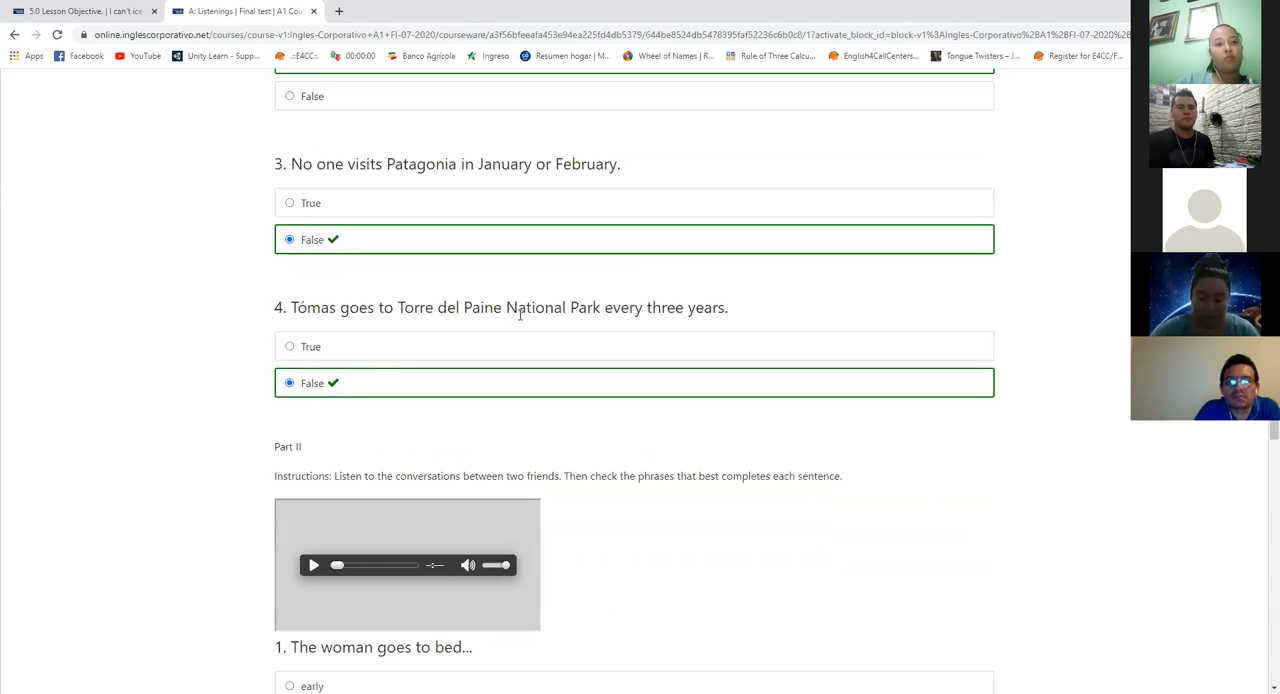 5.0 Lesson Objective. | I can't ice
A: Listenings | Final test | A1 Cou
online.inglescorporativo.net/courses/course-v1:Ingles-Corporativo+A1+FI-07-2020/courseware/a3f56bfeefa453e94ea225fd4db5379/644be8524db5478395faf52236c6b0c8/1?activate_block_id=block-v1%3AIngles-Corporativo%2BA1%2BFI-07-2020%2B
Apps Facebook YouTube Unity Learn - Supp... .::E4CC::. 00:00:00 Banco Agrícola Ingreso Resumen hogar | M... Wheel of Names | R... Rule of Three Calcu... English4CallCenters... Tongue Twisters – J... Register for E4CC/F...
False
3. No one visits Patagonia in January or February.
True
False
4. Tómas goes to Torre del Paine National Park every three years.
True
False
Part II
Instructions: Listen to the conversations between two friends. Then check the phrases that best completes each sentence.
-:--
1. The woman goes to bed...
early